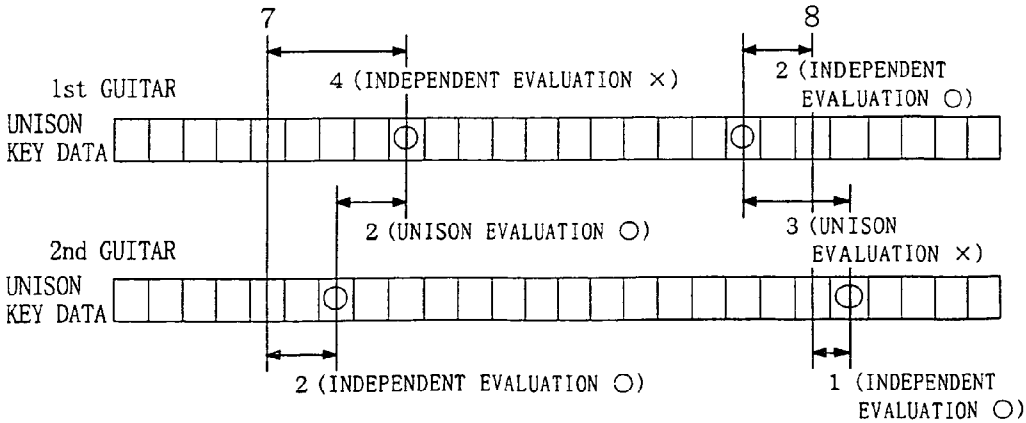 7
8
4 (INDEPENDENT EVALUATION ×)
2 (INDEPENDENT
EVALUATION ○)
1st GUITAR
UNISON
KEY DATA
2 (UNISON EVALUATION ○)
3 (UNISON
EVALUATION ×)
2nd GUITAR
UNISON
KEY DATA
2 (INDEPENDENT EVALUATION ○)
1 (INDEPENDENT
EVALUATION ○)